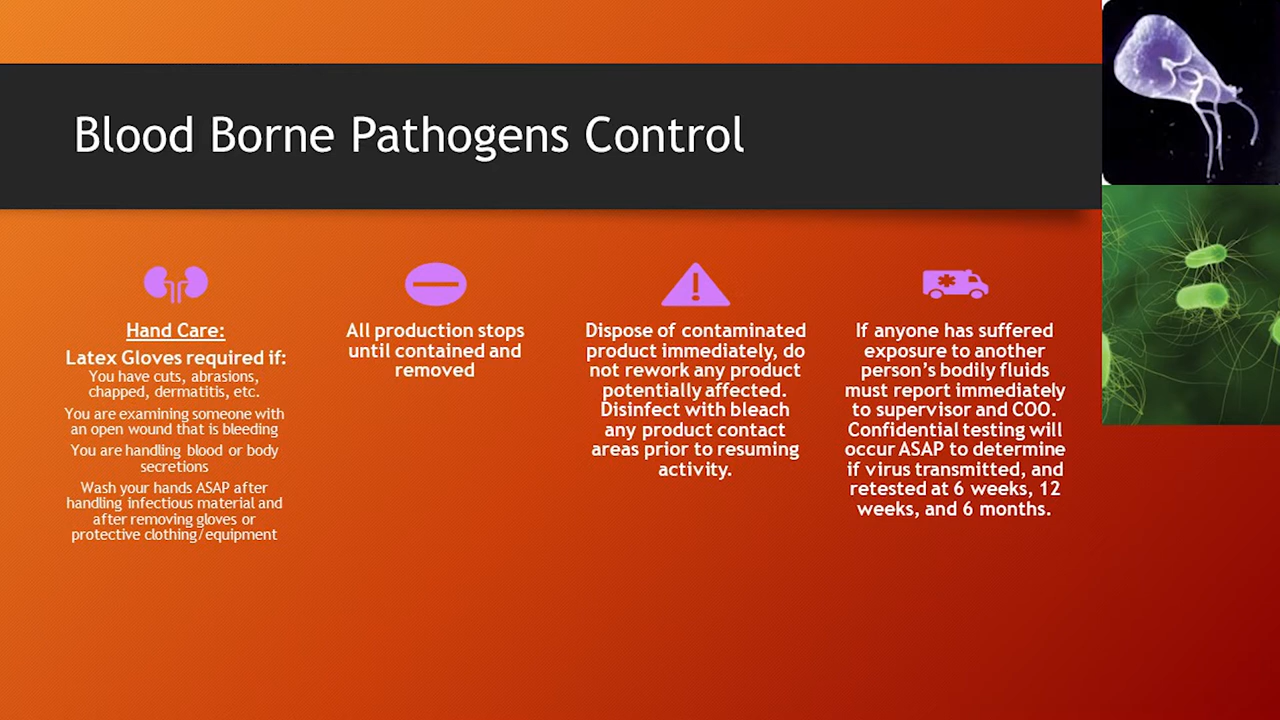 Blood Borne Pathogens Control
Hand Care:
Latex Gloves required if:
You have cuts, abrasions,
chapped, dermatitis, etc.
You are examining someone with
an open wound that is bleeding
You are handling blood or body
secretions
Wash your hands ASAP after
handling infectious material and
after removing gloves or
protective clothing/equipment
All production stops
until contained and
removed
Dispose of contaminated
product immediately, do
not rework any product
potentially affected.
Disinfect with bleach
any product contact
areas prior to resuming
activity.
If anyone has suffered
exposure to another
person’s bodily fluids
must report immediately
to supervisor and COO.
Confidential testing will
occur ASAP to determine
if virus transmitted, and
retested at 6 weeks, 12
weeks, and 6 months.